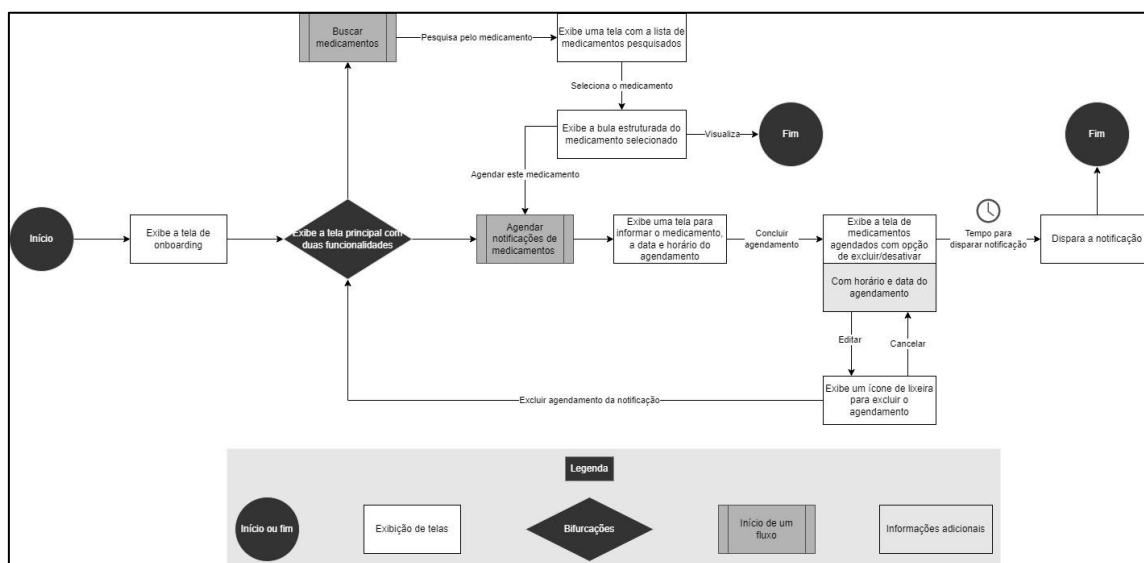 Buscar
medicamentos
Pesquisa pelo medicamento
Exibe uma tela com a lista de
medicamentos pesquisados
Seleciona o medicamento
Exibe a bula estruturada do
medicamento selecionado
Visualiza
Fim
Fim
Agendar este medicamento
Início
Exibe a tela de
onboarding
Exibe a tela principal com
duas funcionalidades
Agendar
notificações de
medicamentos
Exibe uma tela para
informar o medicamento,
a data e horário do
agendamento
Concluir
agendamento
Exibe a tela de
medicamentos
agendados com opção
de excluir/desativar
Com horário e data do
agendamento
Tempo para
disparar notificação
Dispara a notificação
Editar
Cancelar
Exibe um ícone de lixeira
para excluir o
agendamento
Excluir agendamento da notificação
Legenda
Início ou fim
Exibição de telas
Bifurcações
Início de um
fluxo
Informações adicionais